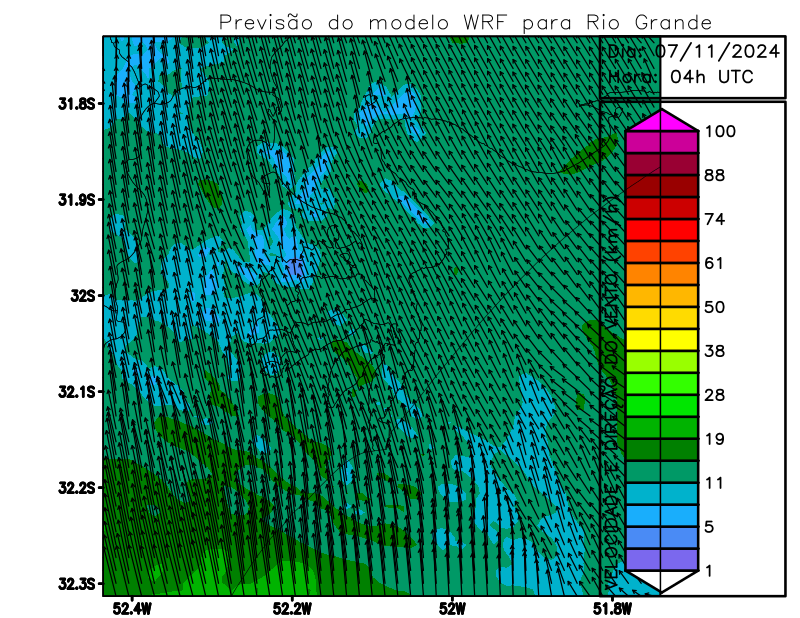 Previsão do modelo WRF para Rio Grande
Dia: 07/11/2024
Hora: 04h UTC
31.8S
31.9S
32S
32.1S
32.2S
32.3S
52.4W
52.2W
52W
51.8W
VELOCIDADE E DIREÇÃO DO VENTO (km/h)
100
88
74
61
50
38
28
19
11
5
1